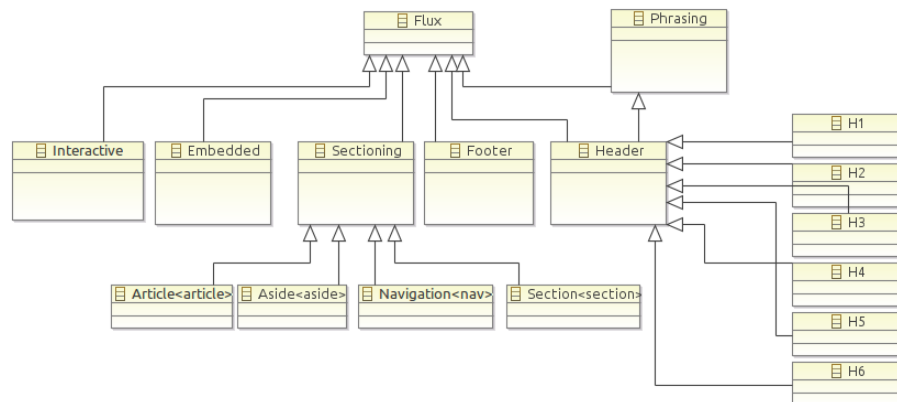 Flux
Phrasing
Interactive
Embedded
Sectioning
Footer
Header
H1
H2
H3
H4
H5
H6
Article<article>
Aside<aside>
Navigation<nav>
Section<section>